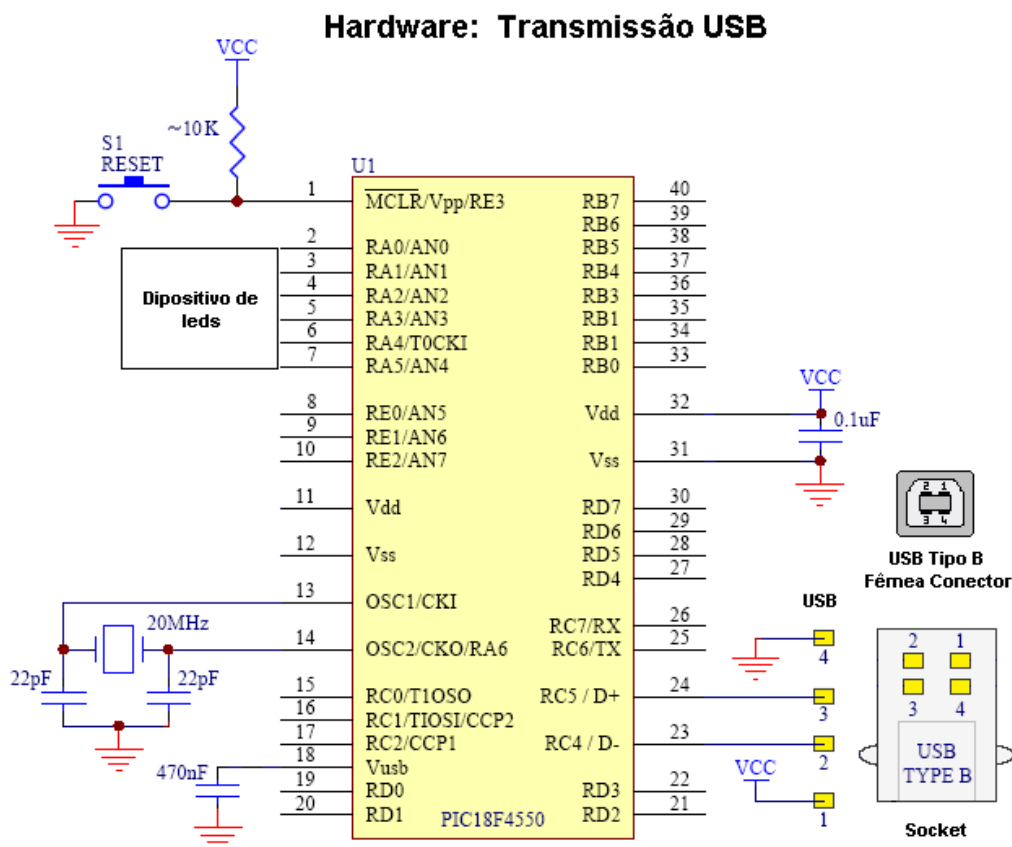 Hardware: Transmissão USB
VCC
~10K
S1
RESET
U1
1
MCLR/Vpp/RE3
2
RA0/AN0
3
RA1/AN1
4
RA2/AN2
5
RA3/AN3
6
RA4/T0CKI
7
RA5/AN4
Dipositivo de
leds
8
RE0/AN5
9
RE1/AN6
10
RE2/AN7
11
Vdd
12
Vss
13
OSC1/CKI
14
OSC2/CKO/RA6
20MHz
22pF
22pF
15
RC0/T1OSO
16
RC1/TIOSI/CCP2
17
RC2/CCP1
18
Vusb
470nF
19
RD0
20
RD1
PIC18F4550
40
RB7
39
RB6
38
RB5
37
RB4
36
RB3
35
RB1
34
RB1
33
RB0
32
Vdd
VCC
0.1uF
31
Vss
30
RD7
29
RD6
28
RD5
27
RD4
26
RC7/RX
25
RC6/TX
24
RC5 / D+
23
RC4 / D-
22
RD3
21
RD2
2 1
3 4
USB Tipo B
Fêmea Conector
USB
4
3
2
VCC
1
2 1
3 4
USB
TYPE B
Socket